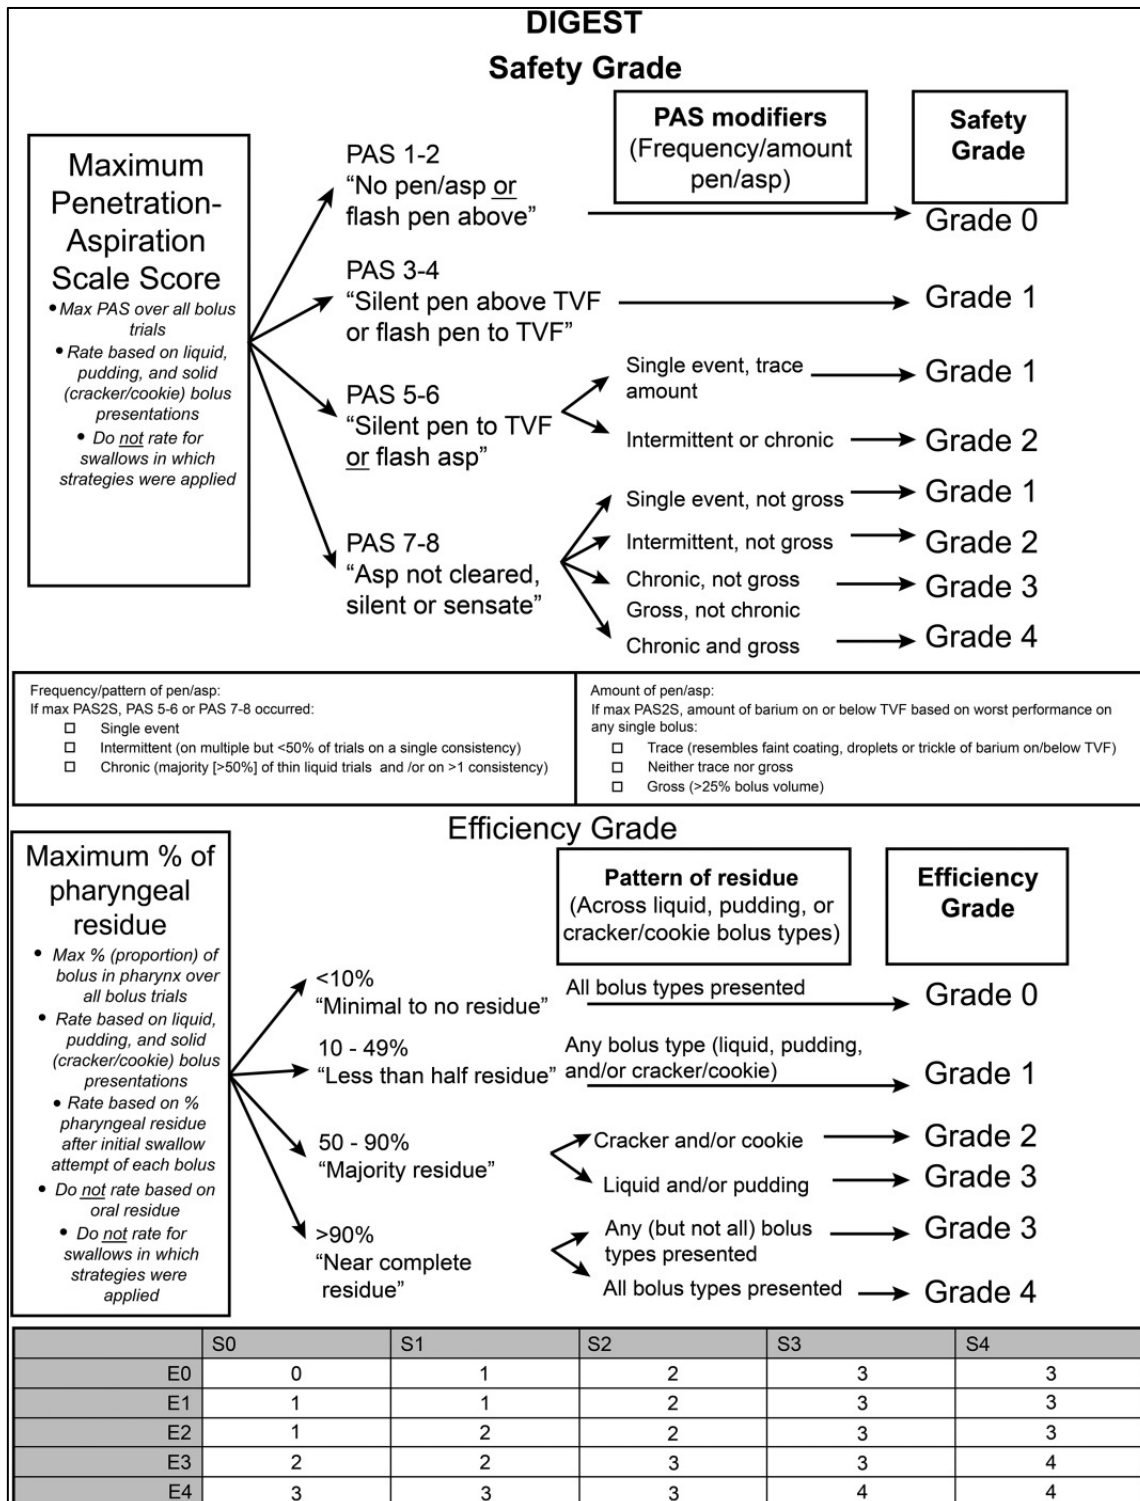 DIGEST
Safety Grade
Maximum
Penetration-
Aspiration
Scale Score
• Max PAS over all bolus
trials
• Rate based on liquid,
pudding, and solid
(cracker/cookie) bolus
presentations
• Do not rate for
swallows in which
strategies were applied
PAS modifiers
(Frequency/amount
pen/asp)
Safety
Grade
PAS 1-2
“No pen/asp or
flash pen above”
Grade 0
PAS 3-4
“Silent pen above TVF
or flash pen to TVF”
Grade 1
PAS 5-6
“Silent pen to TVF
or flash asp”
Single event, trace
amount
Grade 1
Intermittent or chronic
Grade 2
PAS 7-8
“Asp not cleared,
silent or sensate”
Single event, not gross
Grade 1
Intermittent, not gross
Grade 2
Chronic, not gross
Gross, not chronic
Grade 3
Chronic and gross
Grade 4
Frequency/pattern of pen/asp:
If max PAS2S, PAS 5-6 or PAS 7-8 occurred:
☐ Single event
☐ Intermittent (on multiple but <50% of trials on a single consistency)
☐ Chronic (majority [>50%] of thin liquid trials and /or on >1 consistency)
Amount of pen/asp:
If max PAS2S, amount of barium on or below TVF based on worst performance on
any single bolus:
☐ Trace (resembles faint coating, droplets or trickle of barium on/below TVF)
☐ Neither trace nor gross
☐ Gross (>25% bolus volume)
Efficiency Grade
Maximum % of
pharyngeal
residue
• Max % (proportion) of
bolus in pharynx over
all bolus trials
• Rate based on liquid,
pudding, and solid
(cracker/cookie) bolus
presentations
• Rate based on %
pharyngeal residue
after initial swallow
attempt of each bolus
• Do not rate based on
oral residue
• Do not rate for
swallows in which
strategies were
applied
Pattern of residue
(Across liquid, pudding, or
cracker/cookie bolus types)
Efficiency
Grade
<10%
“Minimal to no residue”
All bolus types presented
Grade 0
10 - 49%
“Less than half residue”
Any bolus type (liquid, pudding,
and/or cracker/cookie)
Grade 1
50 - 90%
“Majority residue”
Cracker and/or cookie
Grade 2
Liquid and/or pudding
Grade 3
>90%
“Near complete
residue”
Any (but not all) bolus
types presented
Grade 3
All bolus types presented
Grade 4
S0 S1 S2 S3 S4
E0 0 1 2 3 3
E1 1 1 2 3 3
E2 1 2 2 3 3
E3 2 2 3 3 4
E4 3 3 3 4 4